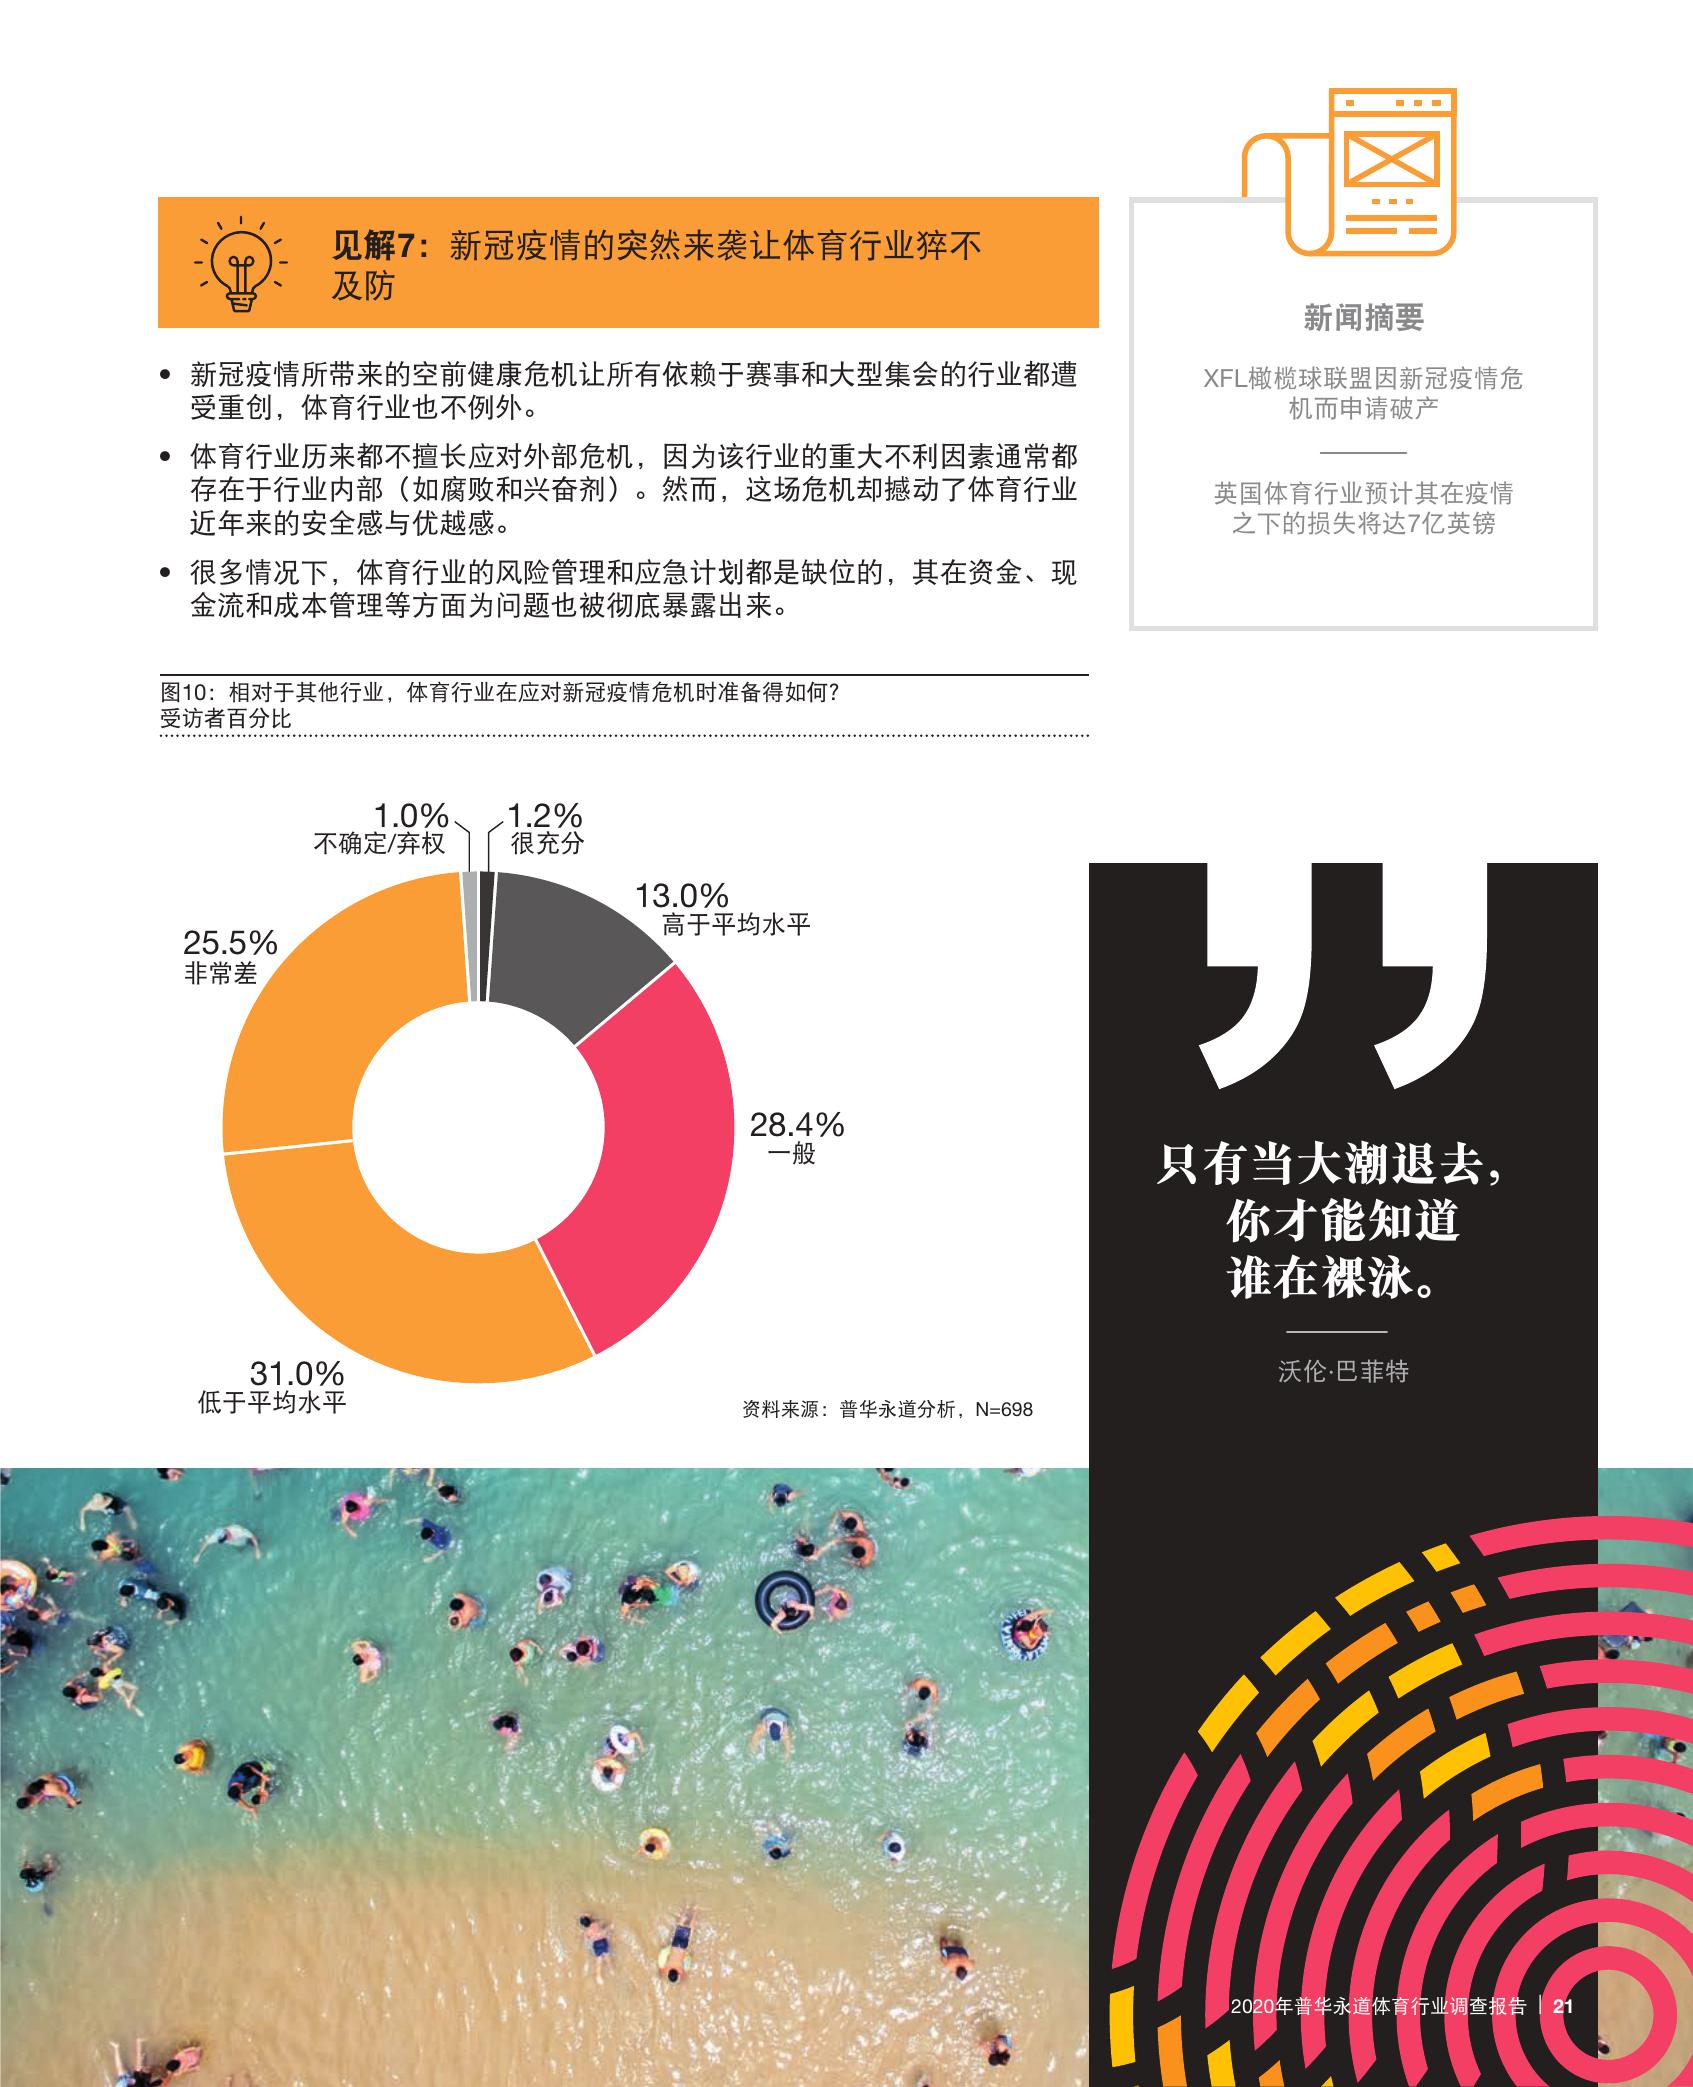 见解7：新冠疫情的突然来袭让体育行业猝不
及防
• 新冠疫情所带来的空前健康危机让所有依赖于赛事和大型集会的行业都遭
受重创，体育行业也不例外。
• 体育行业历来都不擅长应对外部危机，因为该行业的重大不利因素通常都
存在于行业内部（如腐败和兴奋剂）。然而，这场危机却撼动了体育行业
近年来的安全感与优越感。
• 很多情况下，体育行业的风险管理和应急计划都是缺位的，其在资金、现
金流和成本管理等方面为问题也被彻底暴露出来。
新闻摘要
XFL橄榄球联盟因新冠疫情危
机而申请破产
英国体育行业预计其在疫情
之下的损失将达7亿英镑
图10：相对于其他行业，体育行业在应对新冠疫情危机时准备得如何？
受访者百分比
1.0%
不确定/弃权
1.2%
很充分
13.0%
高于平均水平
25.5%
非常差
28.4%
一般
31.0%
低于平均水平
资料来源：普华永道分析，N=698
”
只有当大潮退去，
你才能知道
谁在裸泳。
沃伦·巴菲特
2020年普华永道体育行业调查报告 | 21